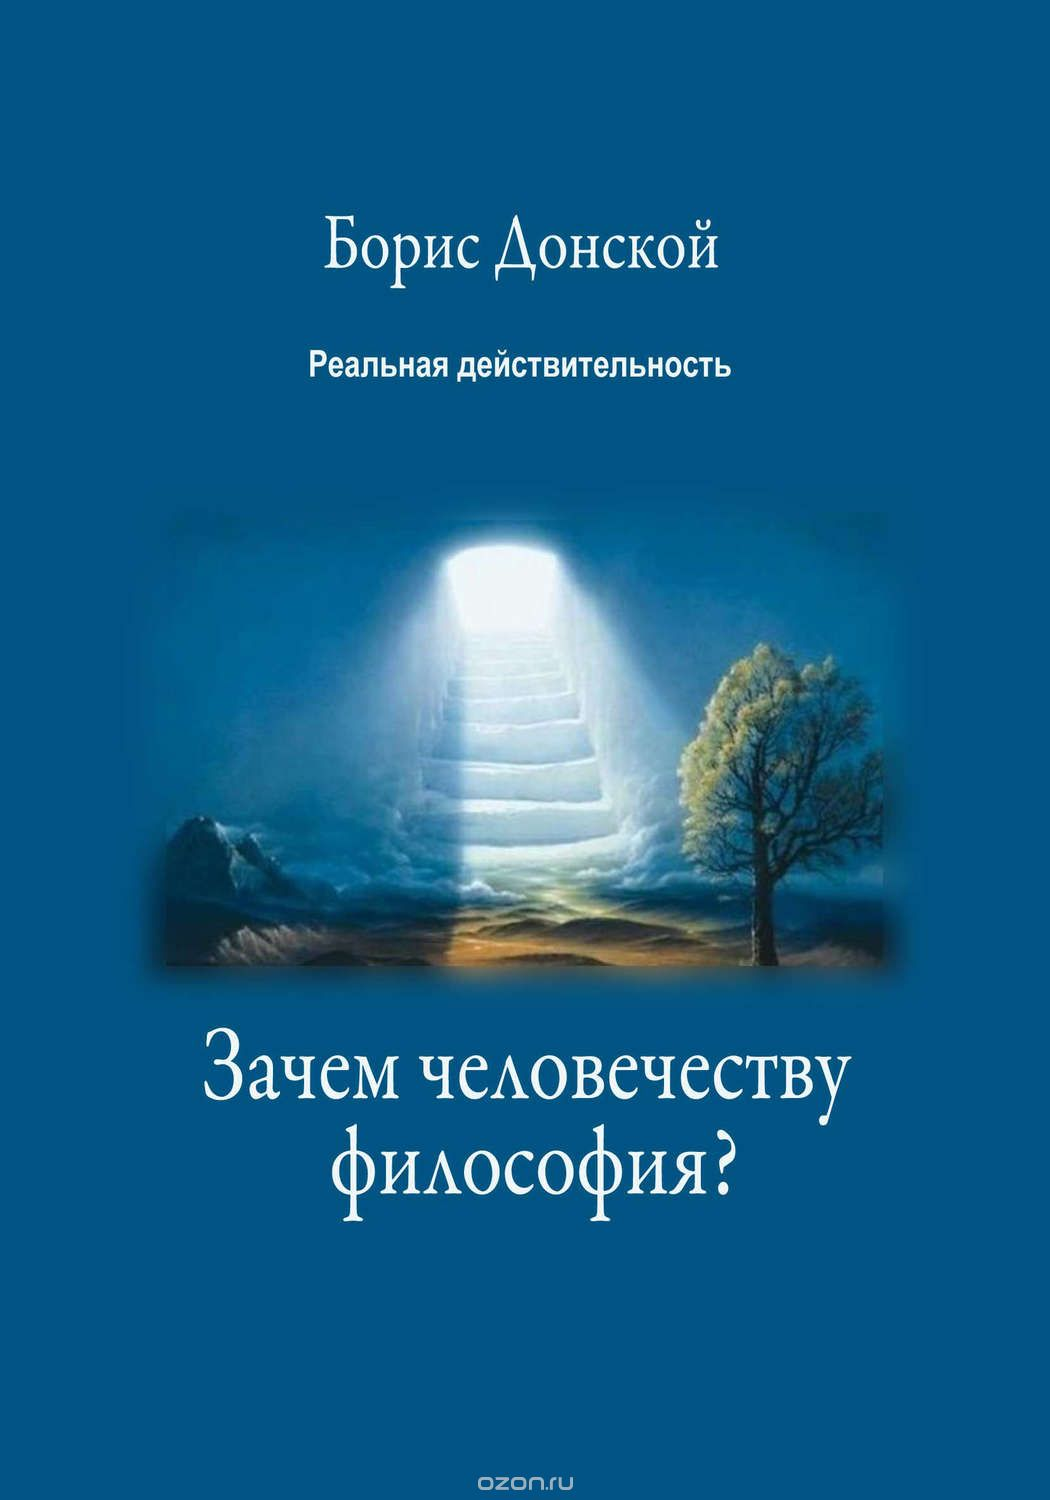 Борис Донской
Реальная действительность
Зачем человечеству
философия?
ozon.ru